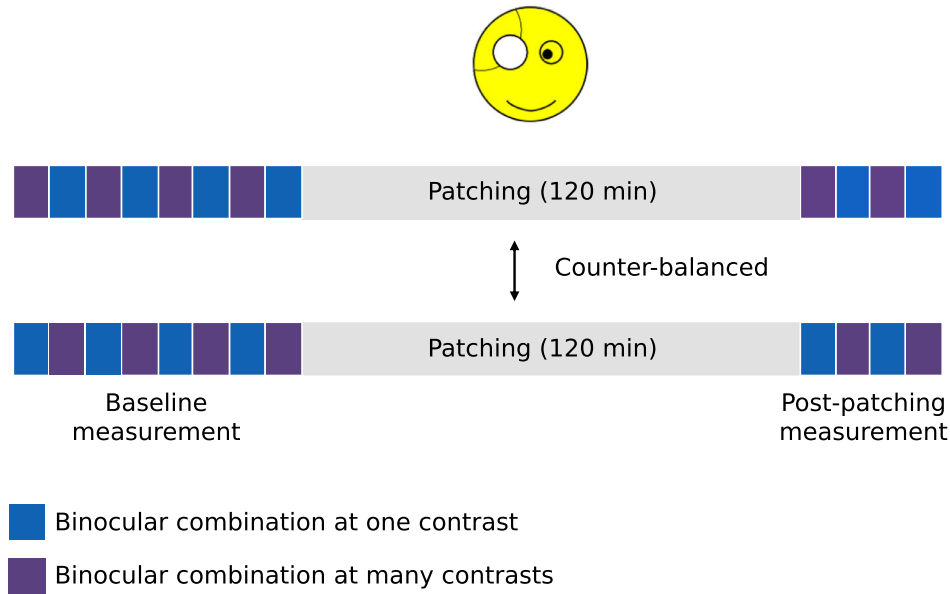 Patching (120 min)
Counter-balanced
Patching (120 min)
Baseline
measurement
Post-patching
measurement
Binocular combination at one contrast
Binocular combination at many contrasts